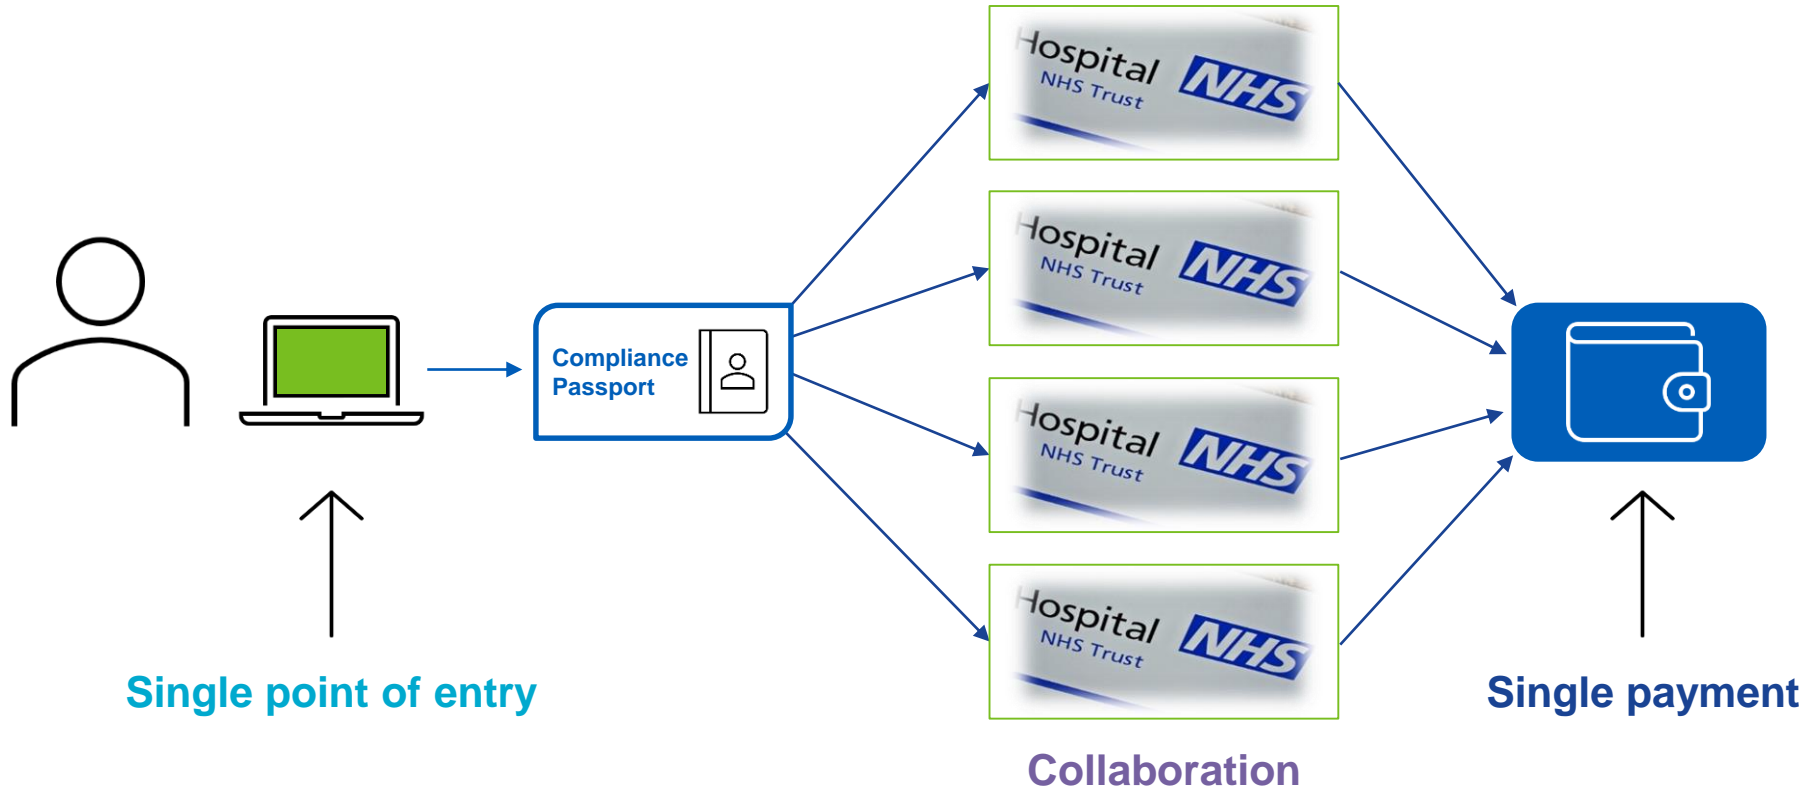 Hospital
NHS Trust
NHS
Hospital
NHS Trust
NHS
Compliance
Passport
Hospital
NHS Trust
NHS
Hospital
NHS Trust
NHS
Single point of entry
Single payment
Collaboration